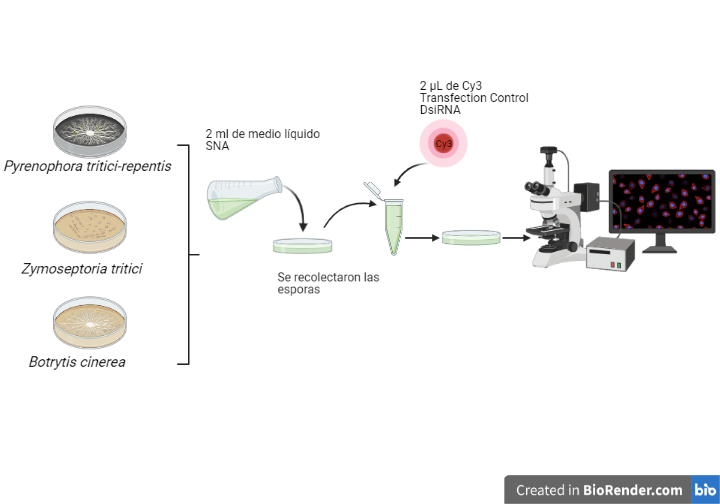 2 µL de Cy3
Transfection Control
DsiRNA
Cy3
2 ml de medio líquido
SNA
Pyrenophora tritici-repentis
Zymoseptoria tritici
Se recolectaron las
esporas
Botrytis cinerea
Created in BioRender.com bio